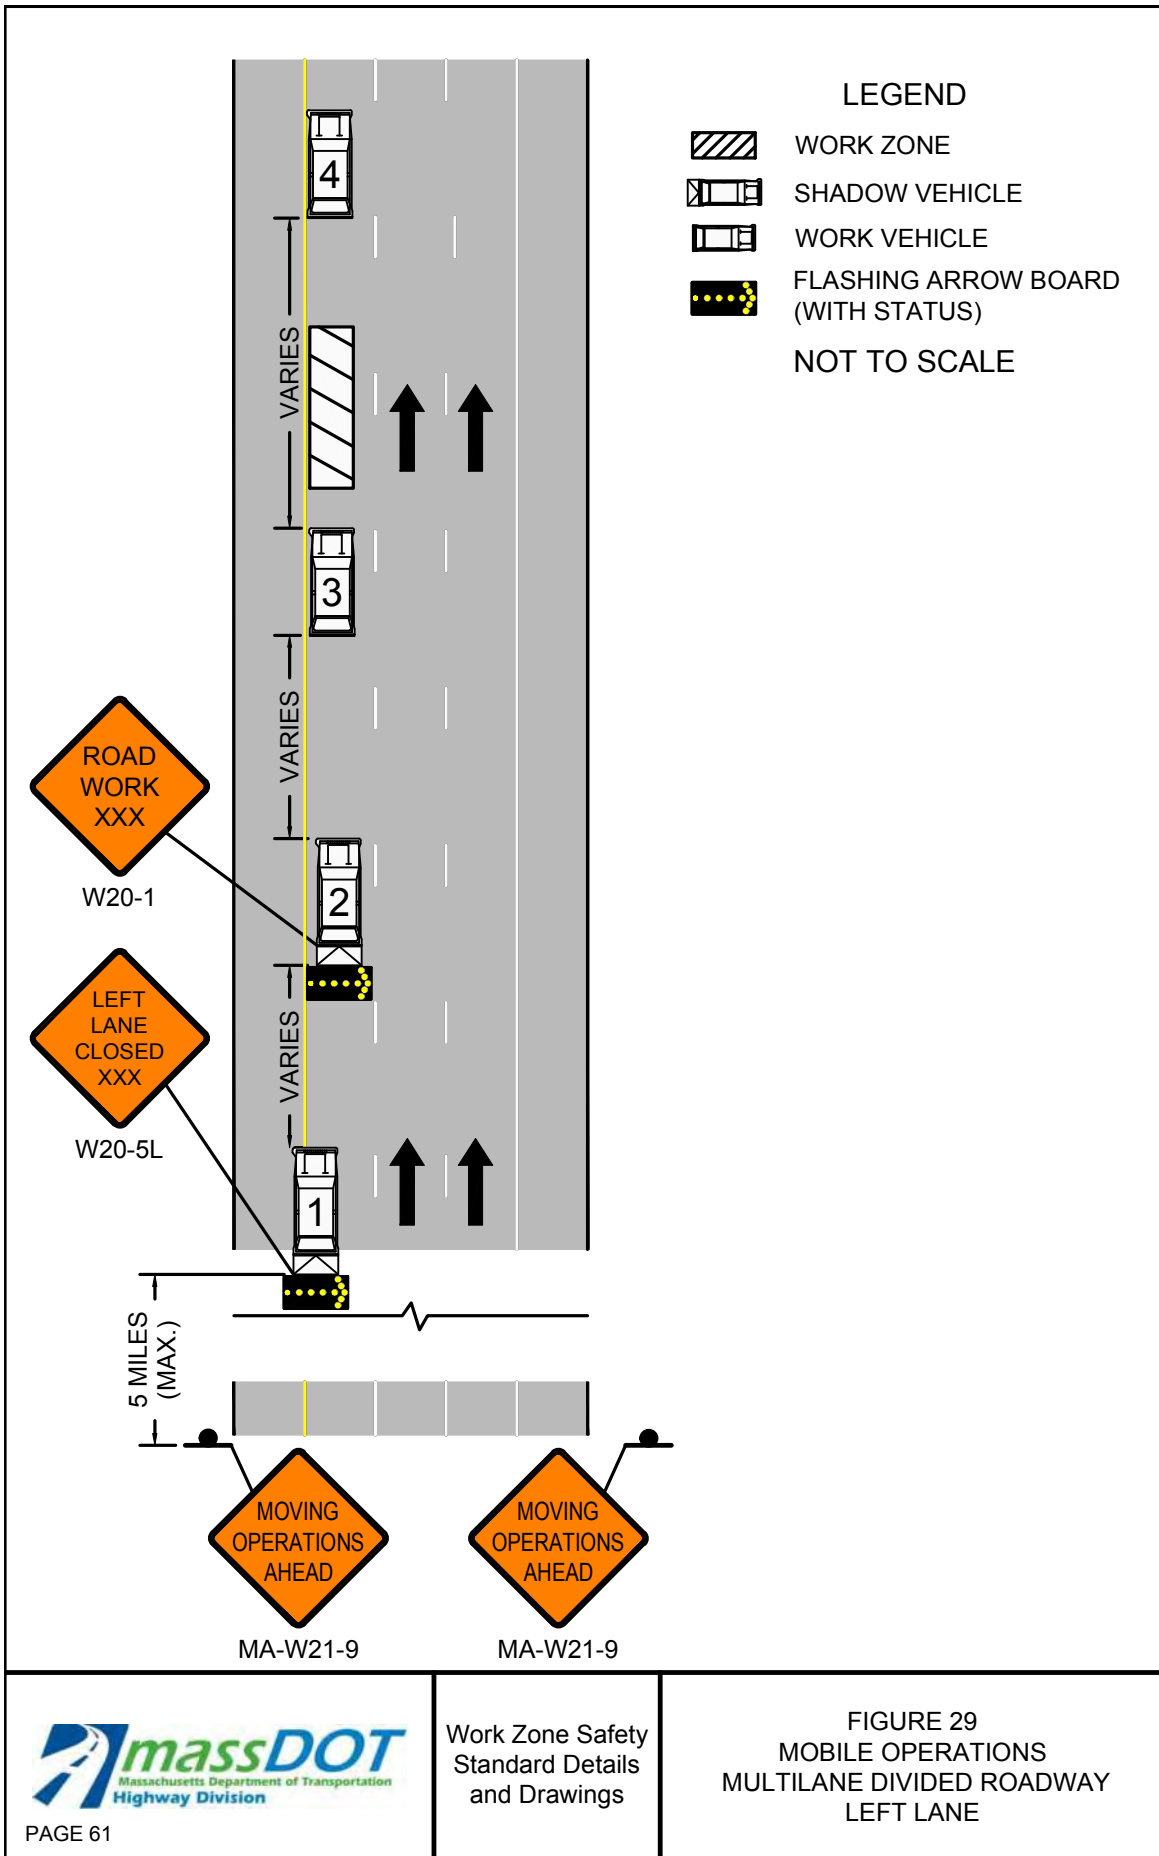 LEGEND
WORK ZONE
SHADOW VEHICLE
WORK VEHICLE
FLASHING ARROW BOARD
(WITH STATUS)
NOT TO SCALE
4
VARIES
3
VARIES
ROAD
WORK
XXX
W20-1
2
LEFT
LANE
CLOSED
XXX
W20-5L
VARIES
1
5 MILES
(MAX.)
MOVING
OPERATIONS
AHEAD
MA-W21-9
MOVING
OPERATIONS
AHEAD
MA-W21-9
massDOT
Massachusetts Department of Transportation
Highway Division
PAGE 61
Work Zone Safety
Standard Details
and Drawings
FIGURE 29
MOBILE OPERATIONS
MULTILANE DIVIDED ROADWAY
LEFT LANE